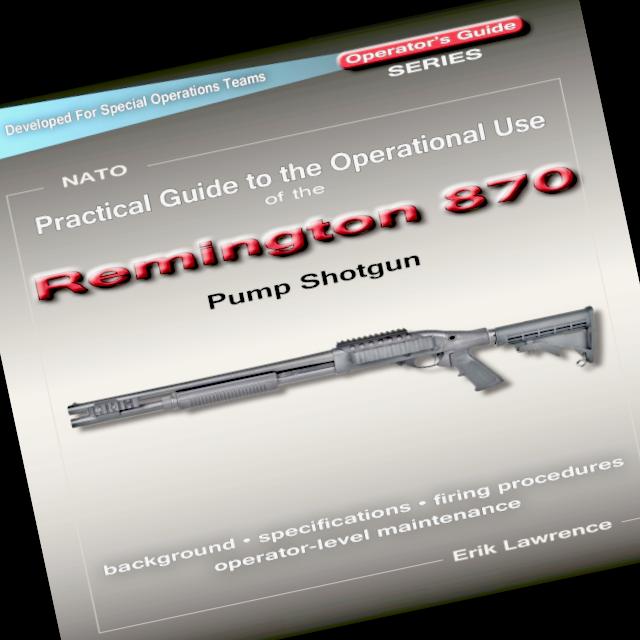 Operator's Guide
SERIES
Developed For Special Operations Teams
NATO
Practical Guide to the Operational Use
of the
Remington 870
Pump Shotgun
background • specifications • firing procedures
operator-level maintenance
Erik Lawrence